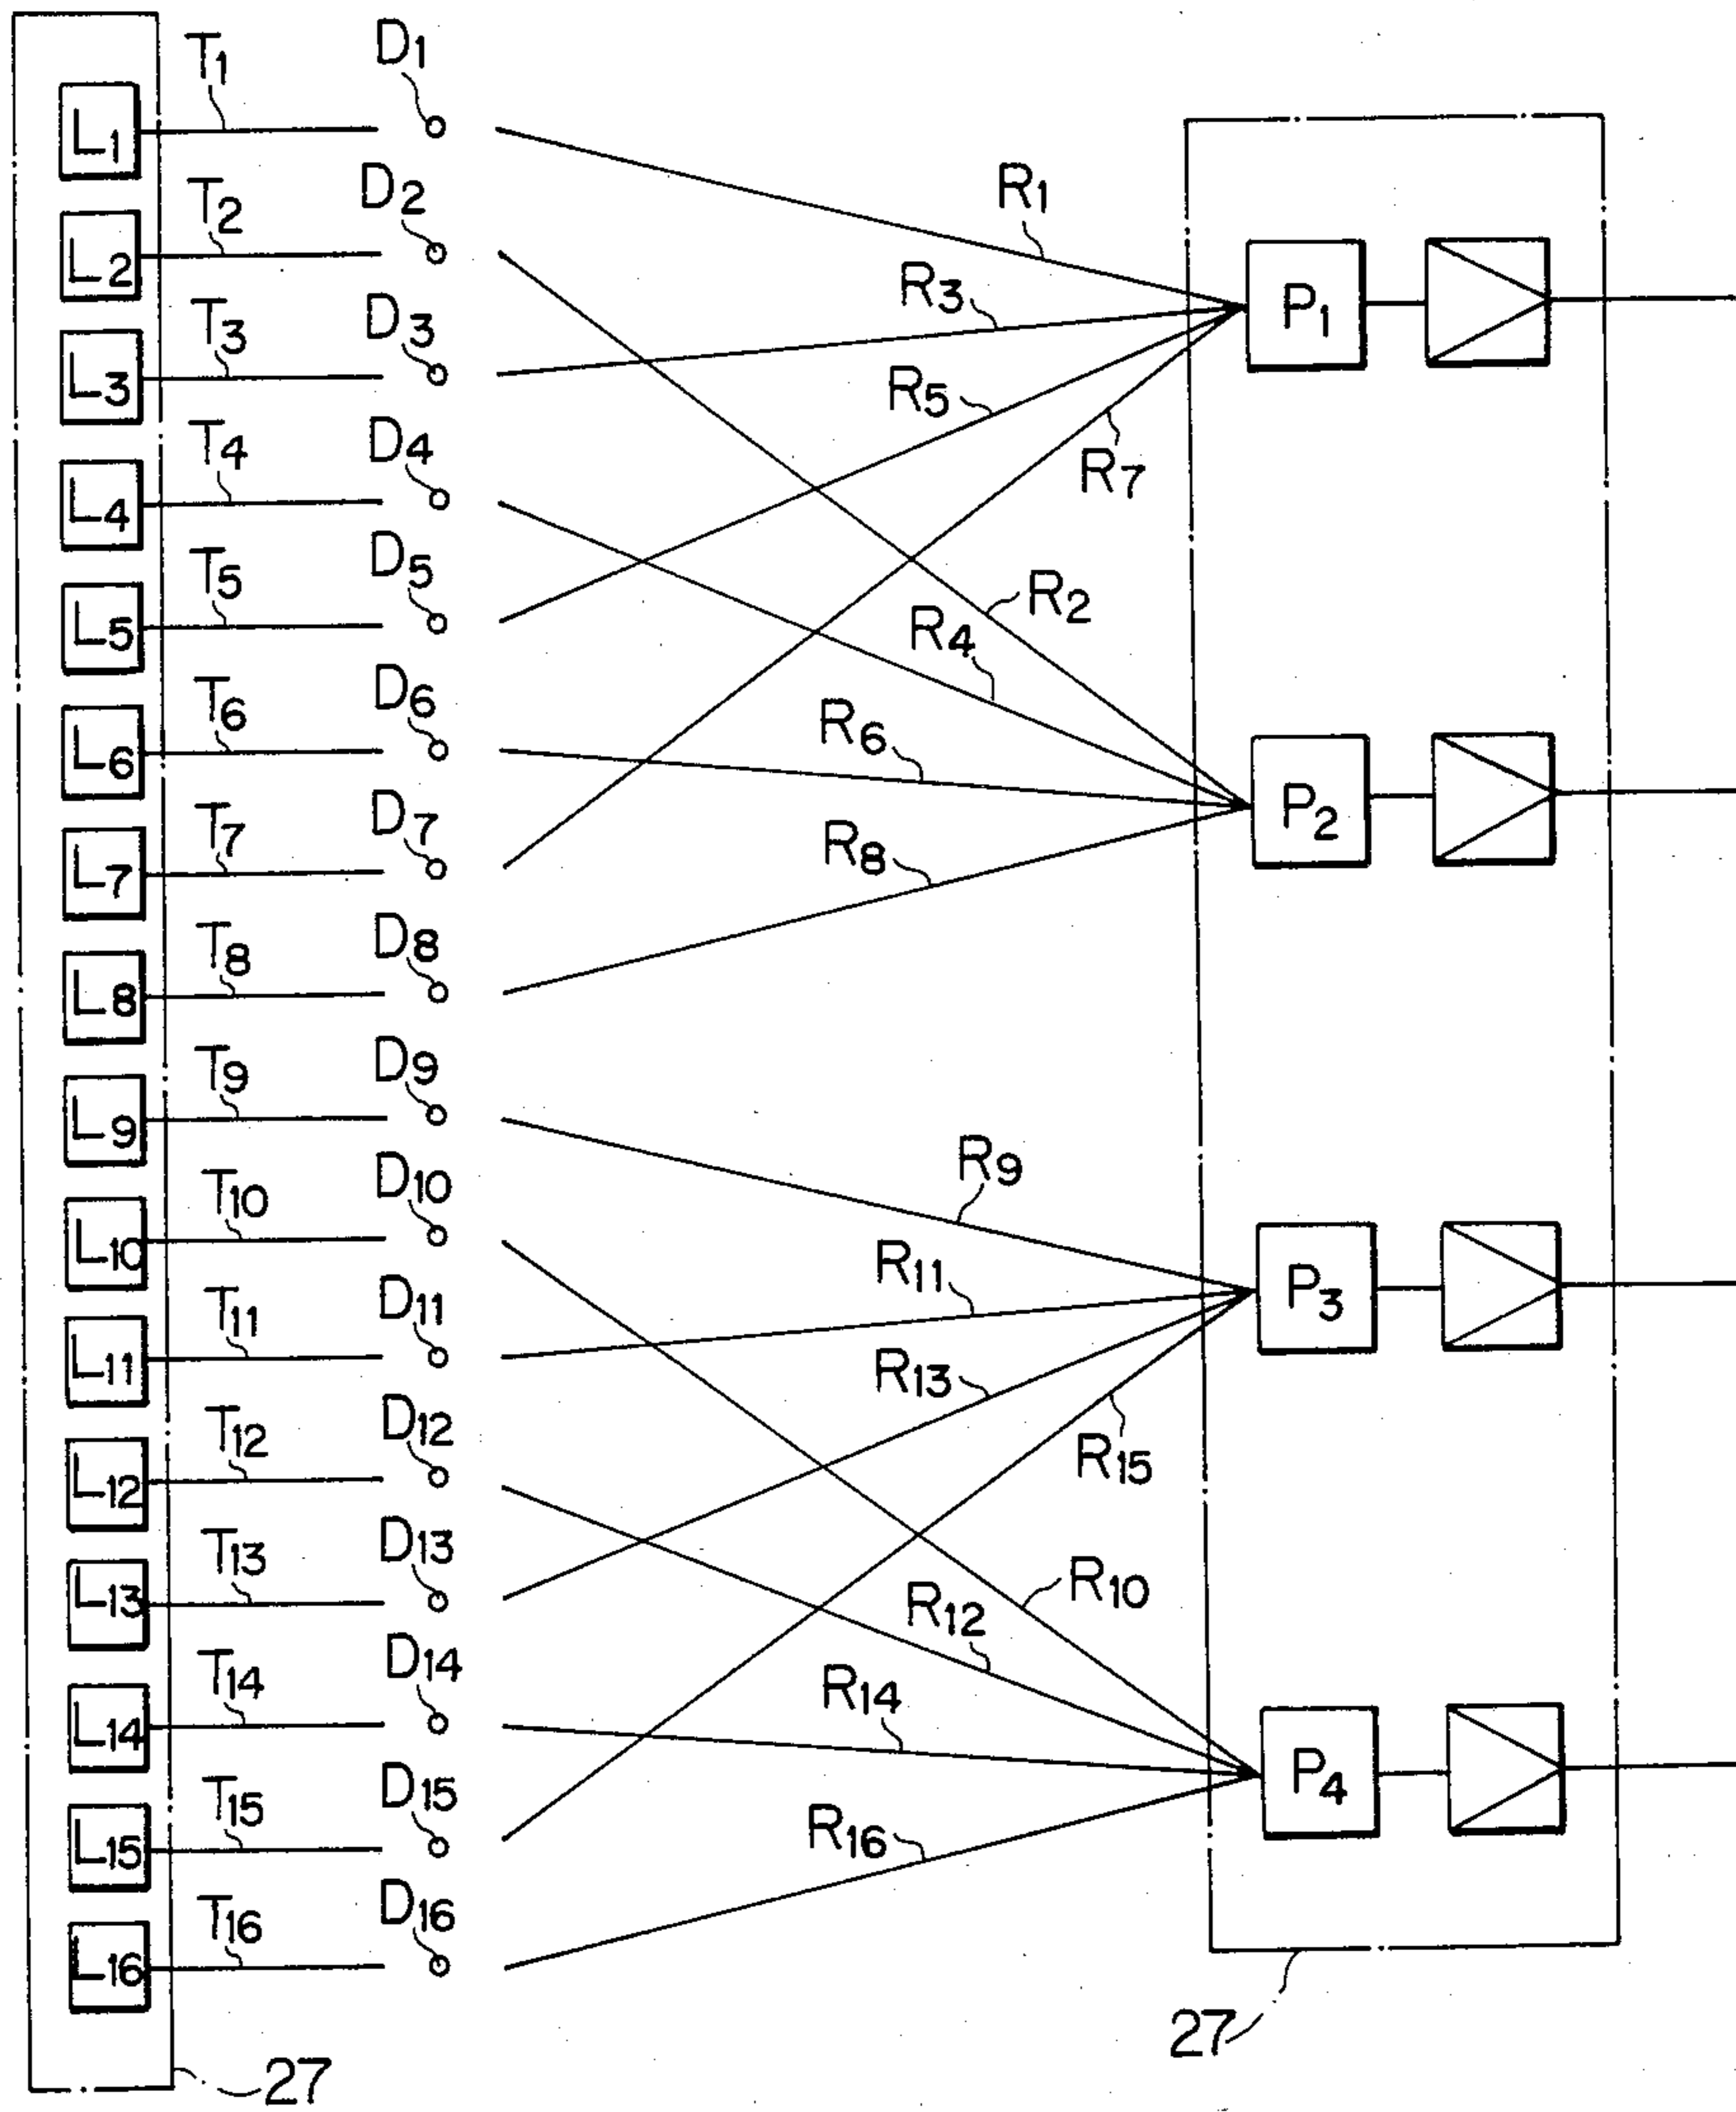 L1 T1 D1
L2 T2 D2
L3 T3 D3
L4 T4 D4
L5 T5 D5
L6 T6 D6
L7 T7 D7
L8 T8 D8
L9 T9 D9
L10 T10 D10
L11 T11 D11
L12 T12 D12
L13 T13 D13
L14 T14 D14
L15 T15 D15
L16 T16 D16
27
R1
R3
R5
R7
R2
R4
R6
R8
R9
R11
R13
R15
R10
R12
R14
R16
P1
P2
P3
P4
27